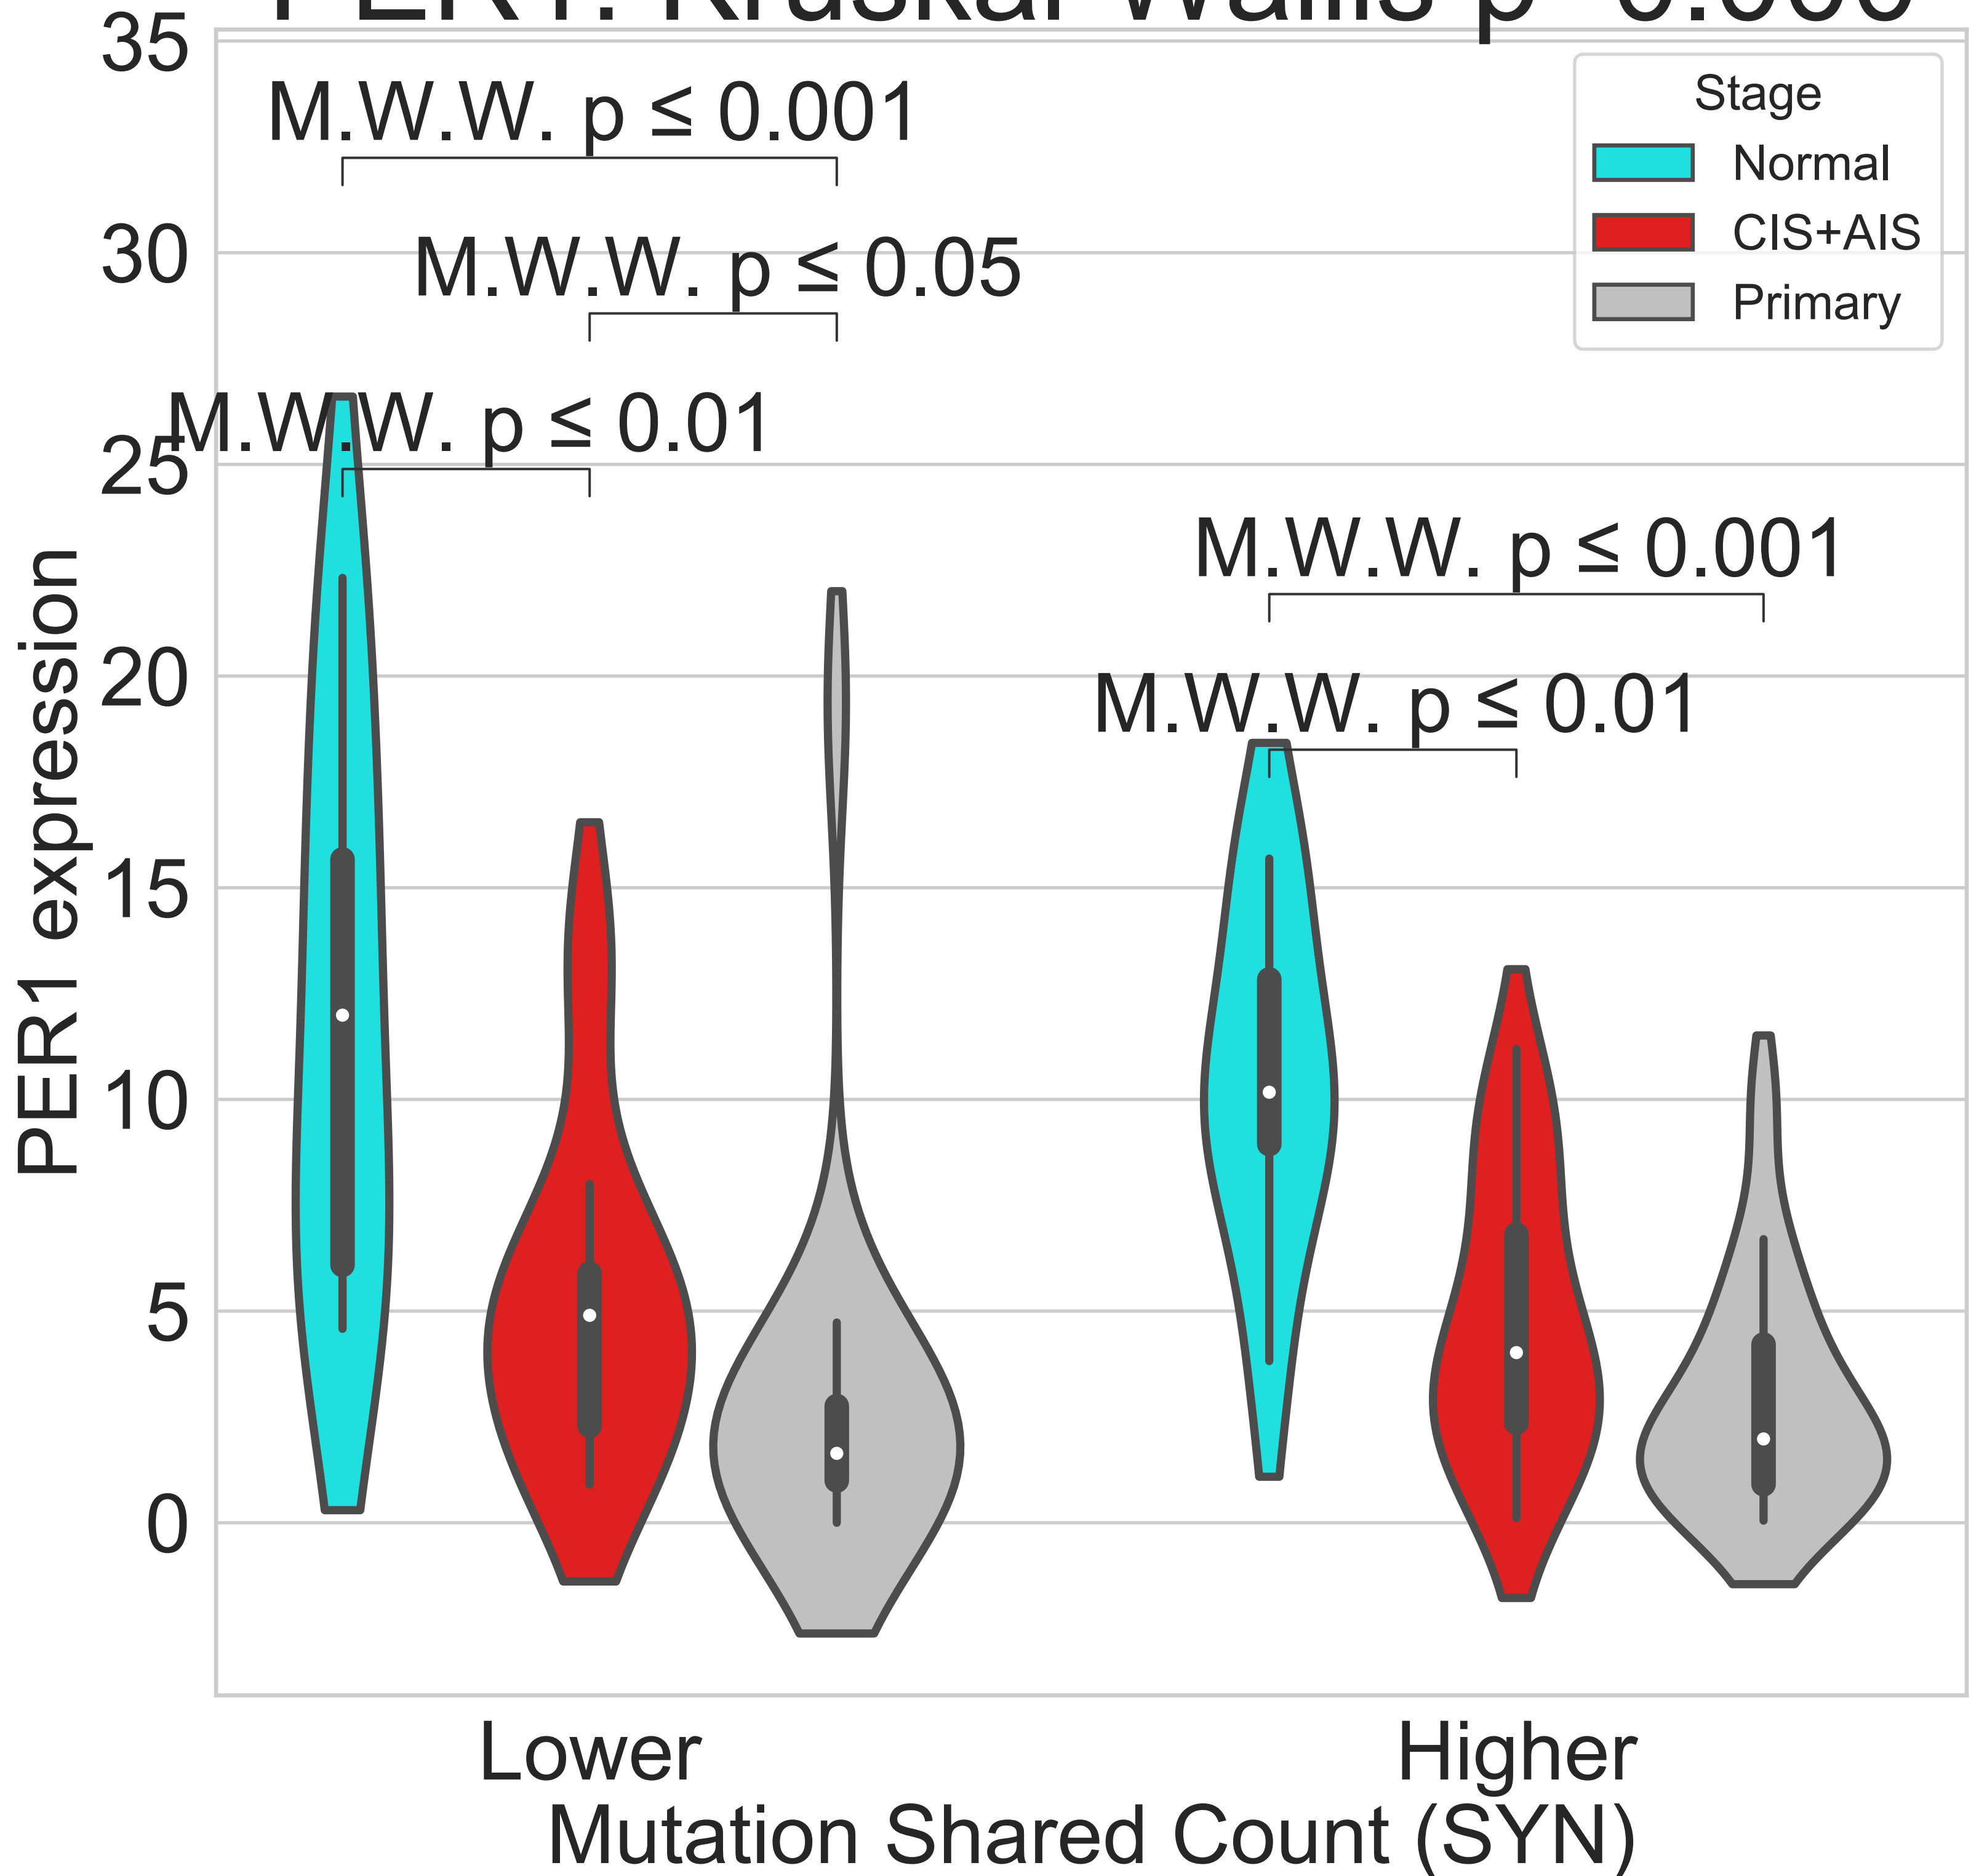 35
M.W.W. p ≤ 0.001
Stage
Normal
CIS+AIS
Primary
30
M.W.W. p ≤ 0.05
M.W.W. p ≤ 0.01
25
M.W.W. p ≤ 0.001
20
M.W.W. p ≤ 0.01
15
10
5
0
PER1 expression
Lower
Higher
Mutation Shared Count (SYN)